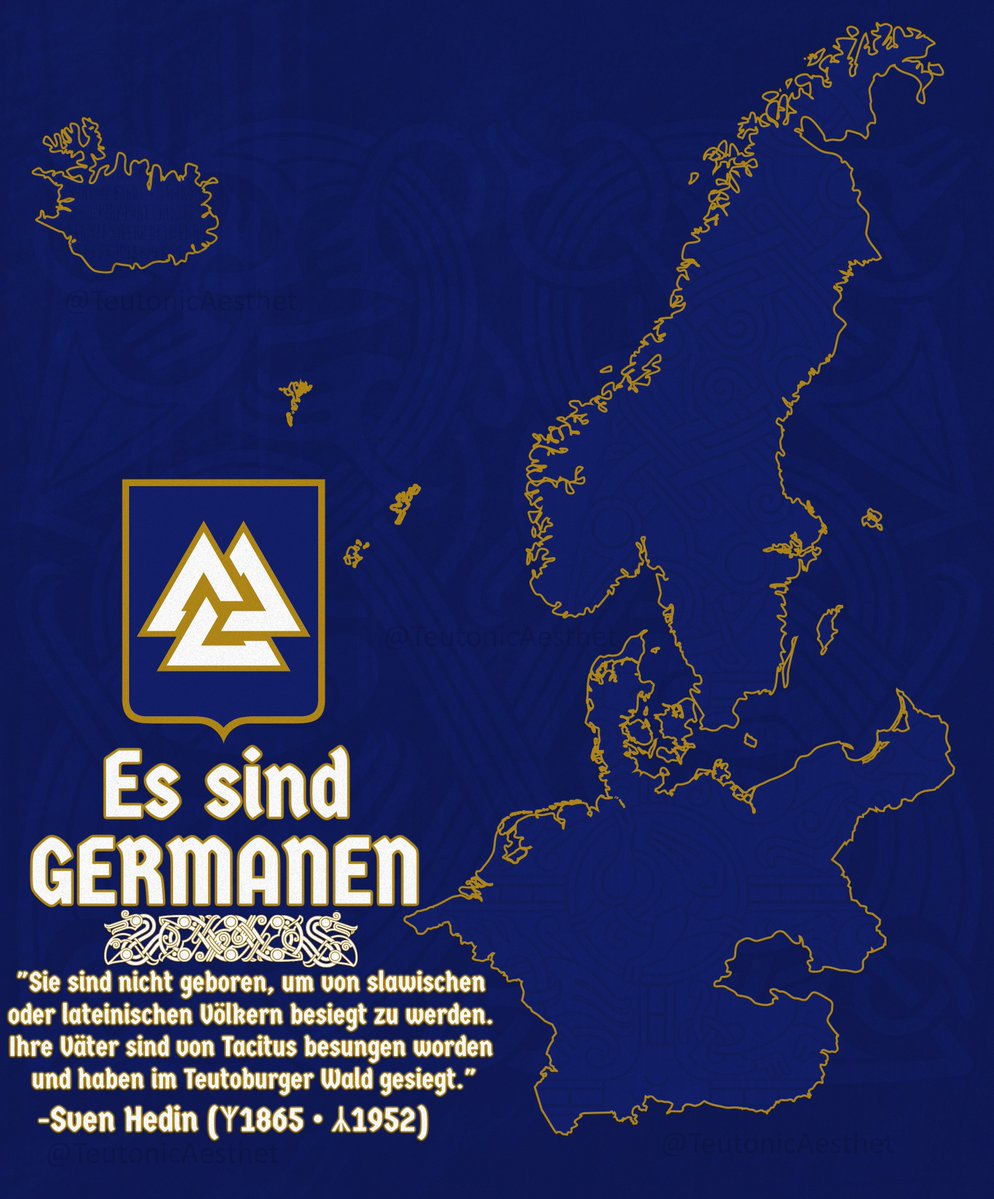 @TeutonicAesthet
@TeutonicAesthet
Es sind
GERMANEN
"Sie sind nicht geboren, um von slawischen
oder lateinischen Völkern besiegt zu werden.
Ihre Väter sind von Tacitus besungen worden
und haben im Teutoburger Wald gesiegt."
-Sven Hedin (ᛉ1865 • ᛣ1952)
@TeutonicAesthet
@TeutonicAesthet